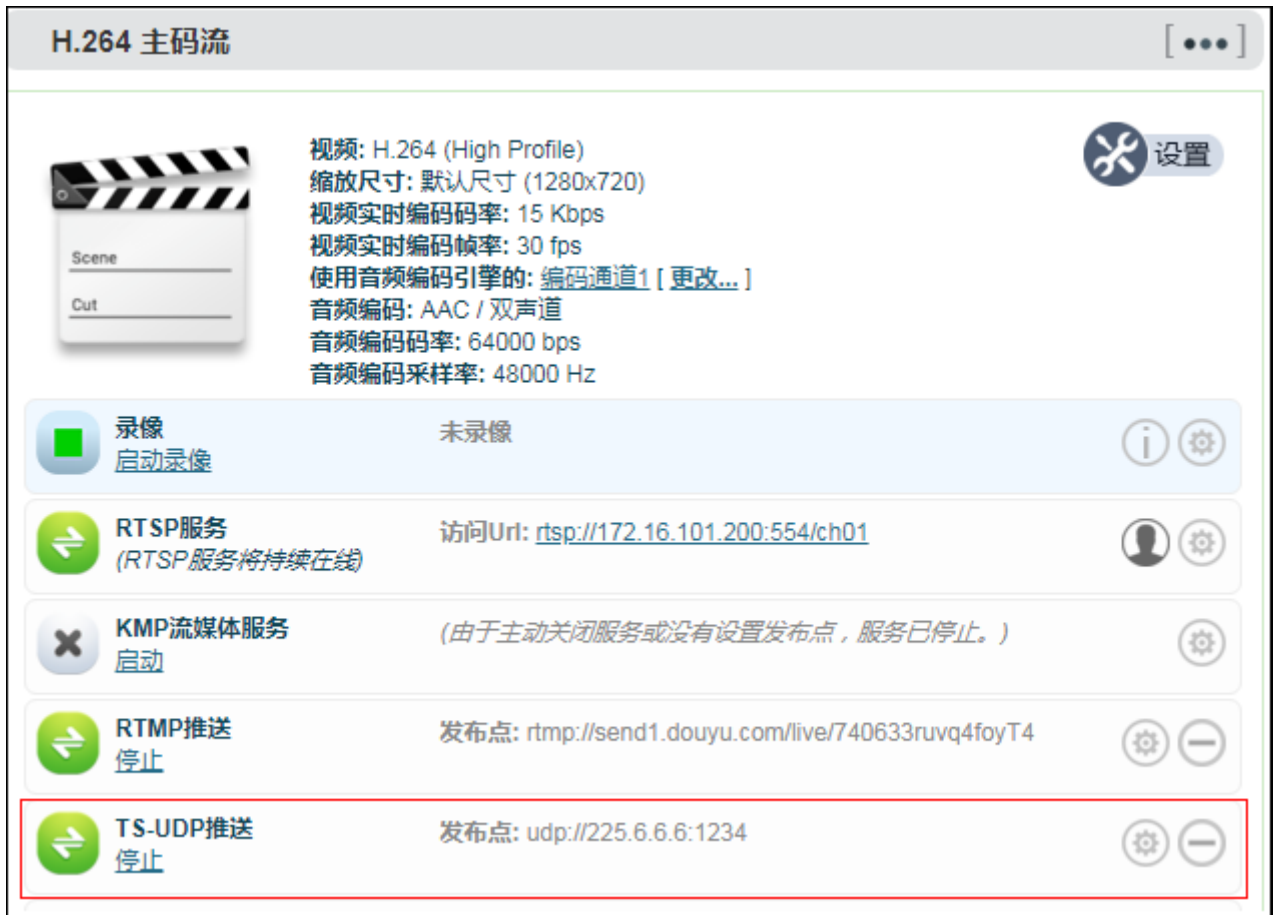 H.264 主码流
[•••]
视频: H.264 (High Profile)
设置
缩放尺寸: 默认尺寸 (1280x720)
视频实时编码码率: 15 Kbps
视频实时编码帧率: 30 fps
使用音频编码引擎的: 编码通道1 [ 更改... ]
音频编码: AAC / 双声道
音频编码码率: 64000 bps
音频编码采样率: 48000 Hz
Scene
Cut
录像
未录像
启动录像
RTSP服务
访问Url: rtsp://172.16.101.200:554/ch01
(RTSP服务将持续在线)
KMP流媒体服务
(由于主动关闭服务或没有设置发布点，服务已停止。)
启动
RTMP推送
发布点: rtmp://send1.douyu.com/live/740633ruvq4foyT4
停止
TS-UDP推送
发布点: udp://225.6.6.6:1234
停止